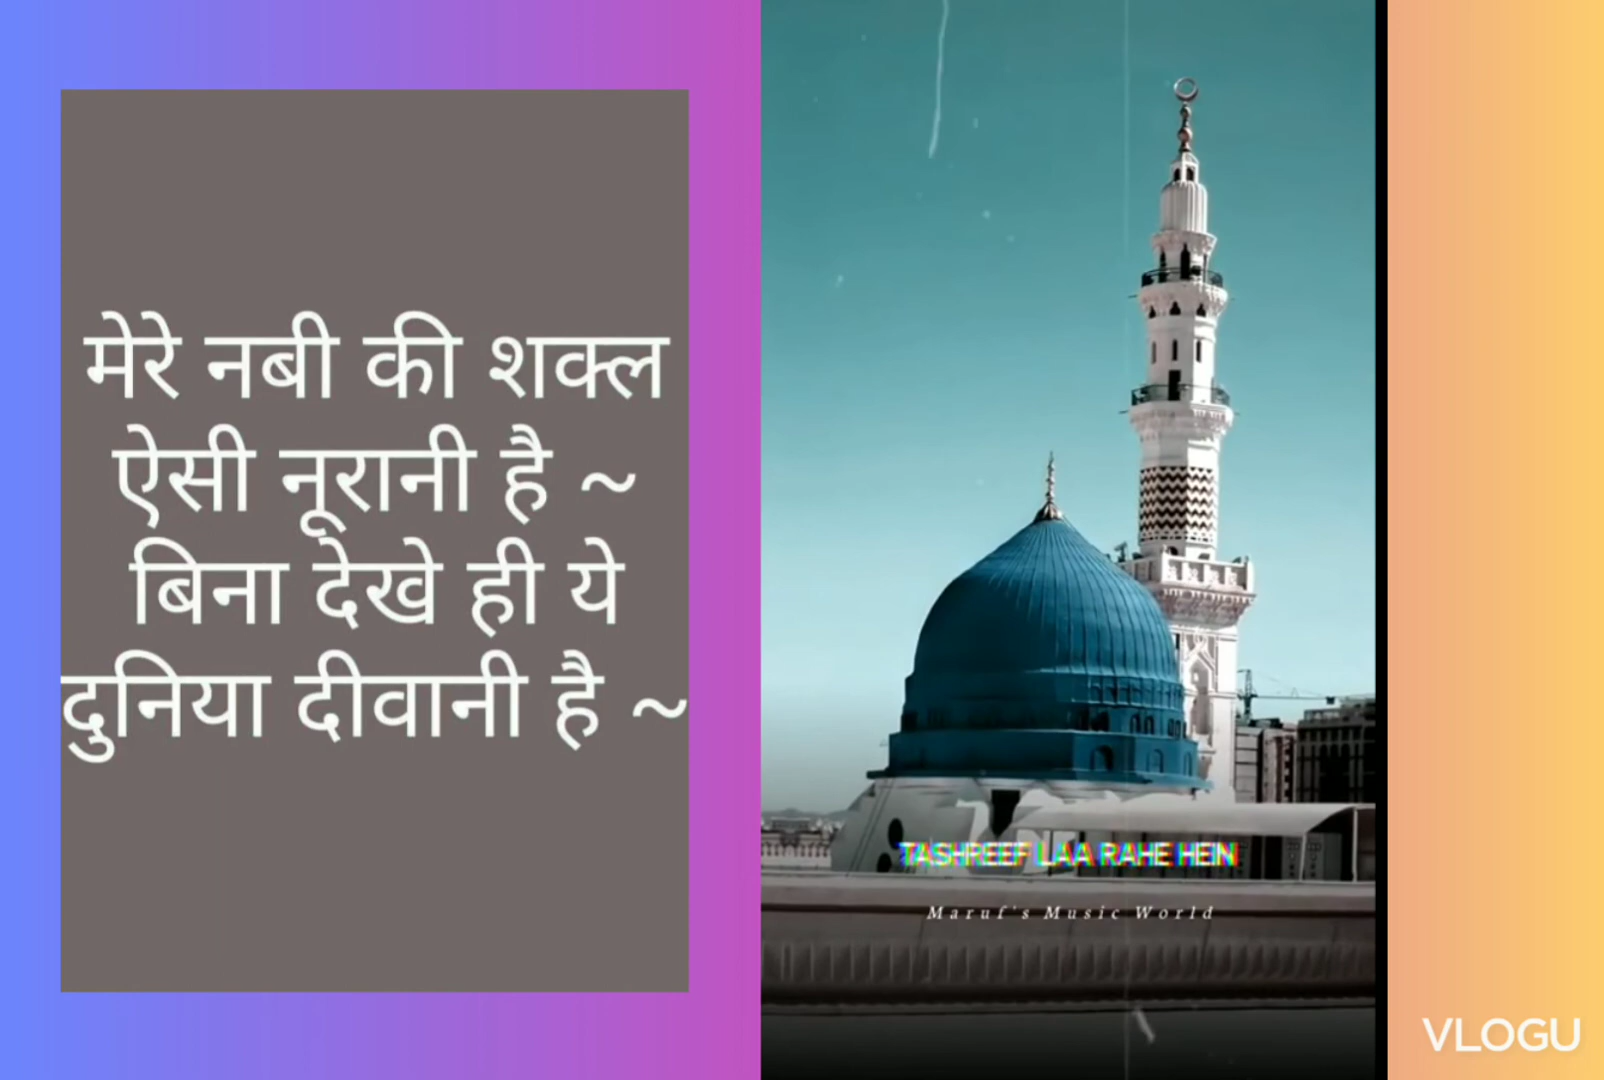 मेरे नबी की शक्ल
ऐसी नूरानी है ~
बिना देखे ही ये
दुनिया दीवानी है ~
TASHREEF LAA RAHE HEIN
Maruf's Music World
VLOGU